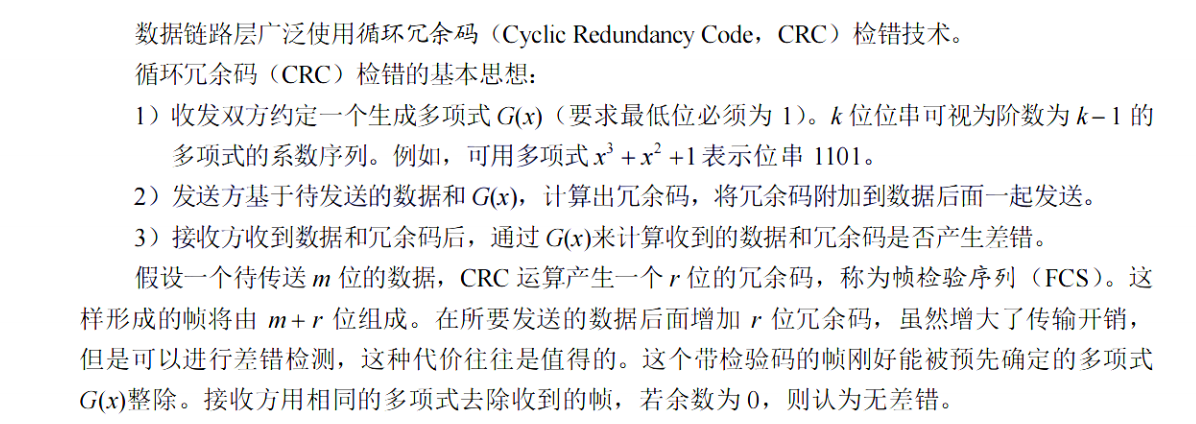 数据链路层广泛使用循环冗余码（Cyclic Redundancy Code，CRC）检错技术。
循环冗余码（CRC）检错的基本思想：
1）收发双方约定一个生成多项式 G(x)（要求最低位必须为 1）。k 位位串可视为阶数为 k－1 的
多项式的系数序列。例如，可用多项式 x³ + x² +1 表示位串 1101。
2）发送方基于待发送的数据和 G(x)，计算出冗余码，将冗余码附加到数据后面一起发送。
3）接收方收到数据和冗余码后，通过 G(x)来计算收到的数据和冗余码是否产生差错。
假设一个待传送 m 位的数据，CRC 运算产生一个 r 位的冗余码，称为帧检验序列（FCS）。这
样形成的帧将由 m + r 位组成。在所要发送的数据后面增加 r 位冗余码，虽然增大了传输开销，
但是可以进行差错检测，这种代价往往是值得的。这个带检验码的帧刚好能被预先确定的多项式
G(x)整除。接收方用相同的多项式去除收到的帧，若余数为 0，则认为无差错。